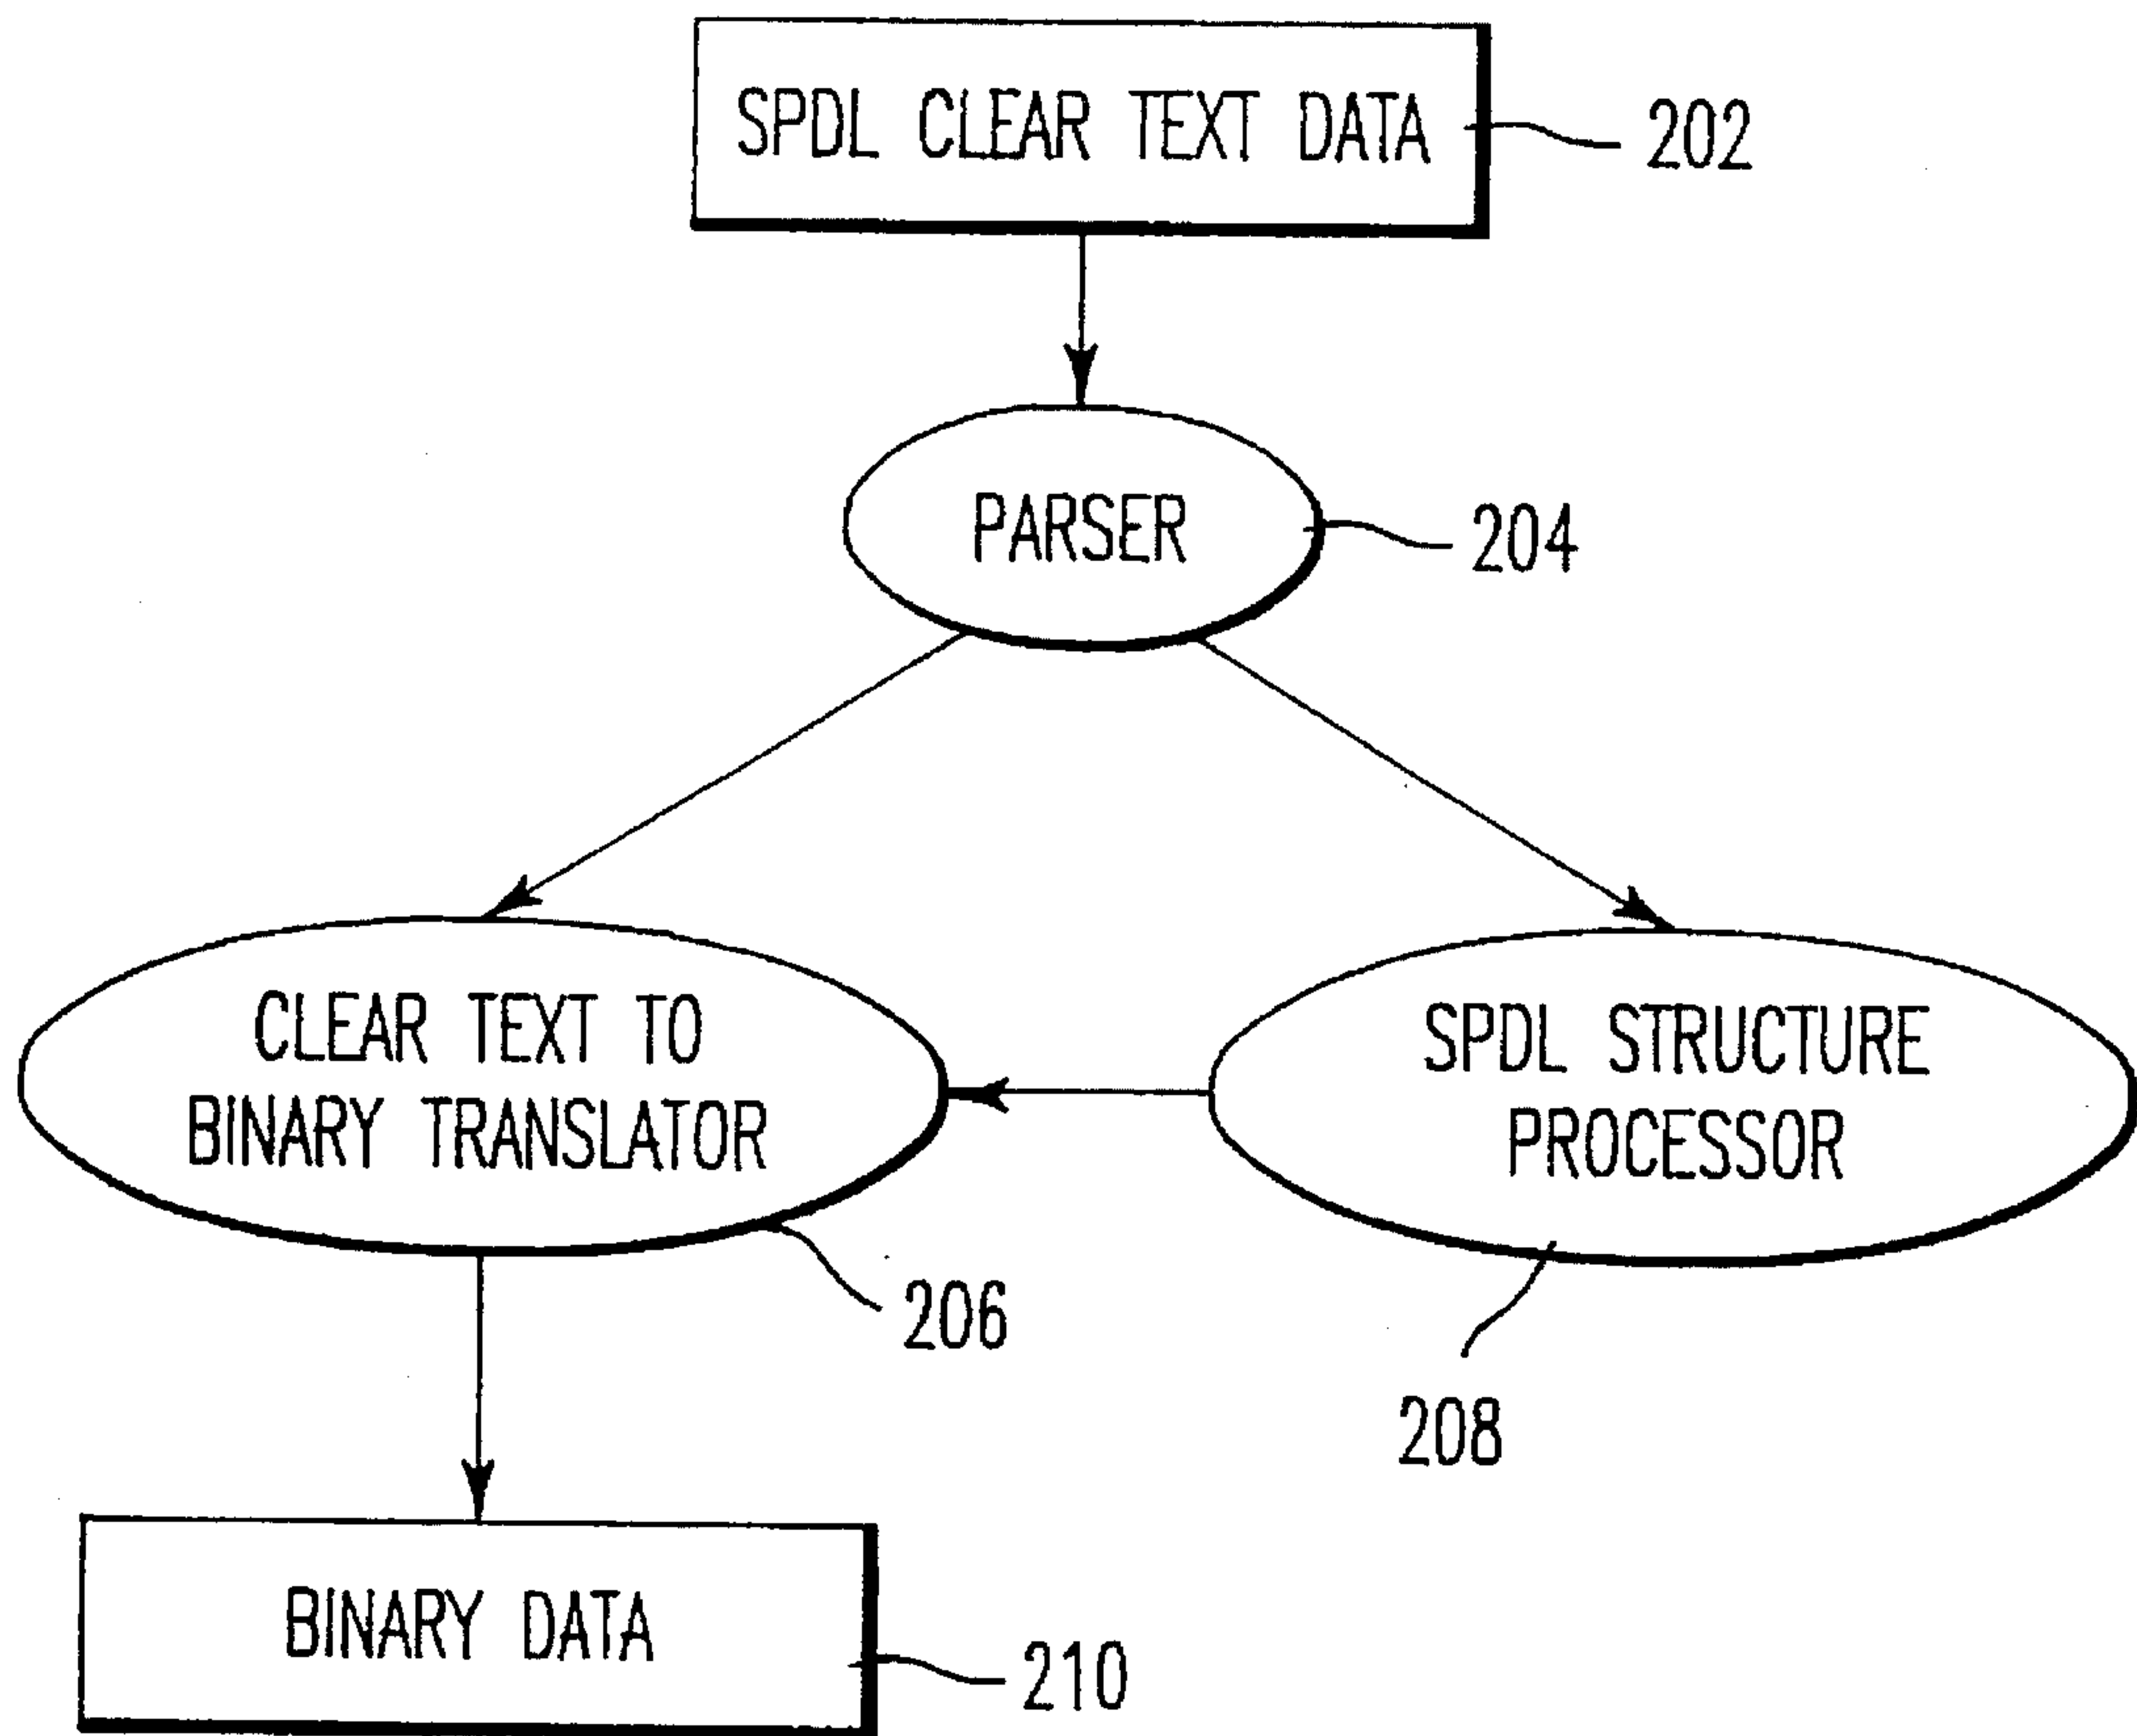 SPDL CLEAR TEXT DATA
202
PARSER
204
CLEAR TEXT TO
BINARY TRANSLATOR
206
SPDL STRUCTURE
PROCESSOR
208
BINARY DATA
210